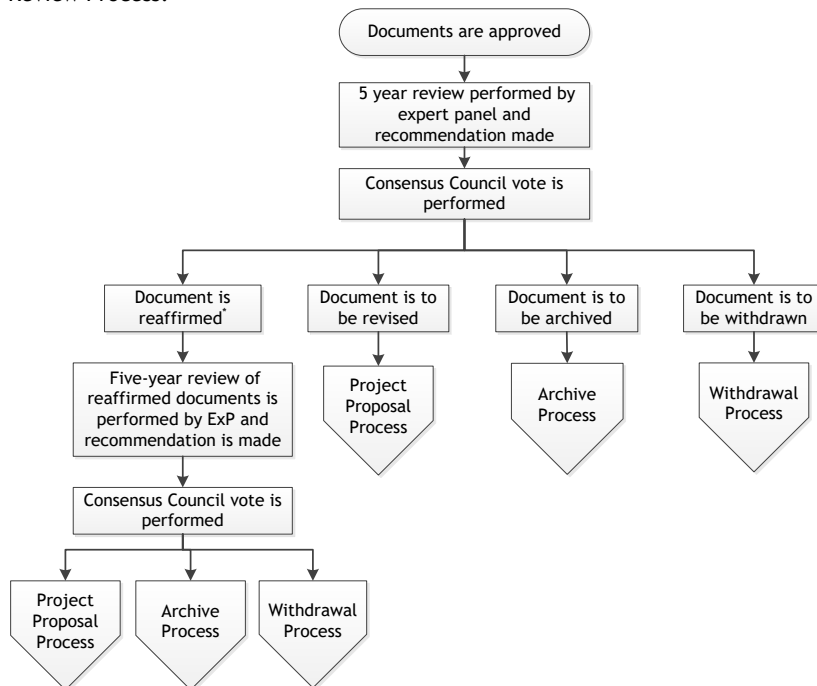 Review Process:
Documents are approved
5 year review performed by
expert panel and
recommendation made
Consensus Council vote is
performed
Document is
reaffirmed*
Document is to
be revised
Document is to
be archived
Document is to
be withdrawn
Five-year review of
reaffirmed documents is
performed by ExP and
recommendation is made
Project
Proposal
Process
Archive
Process
Withdrawal
Process
Consensus Council vote is
performed
Project
Proposal
Process
Archive
Process
Withdrawal
Process